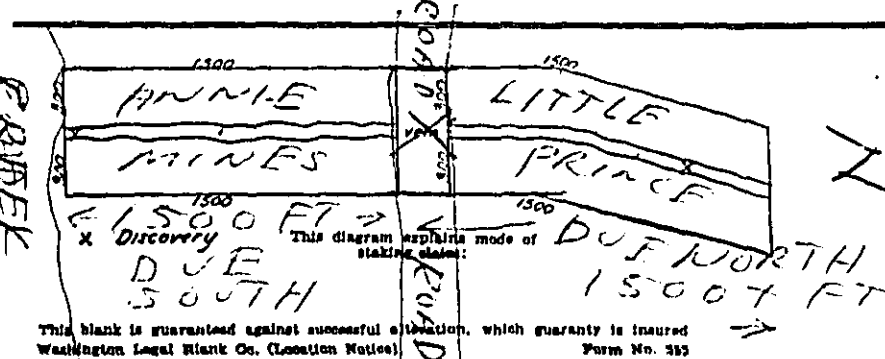 ROAD
1500
1500
ANNIE
LITTLE
CREEK
MINES
PRINCE
1500
1500
< 1500 FT >
X Discovery
This diagram explains mode of
staking claims:
DUE
SOUTH
DUE NORTH
1500+ FT
ROAD
This blank is guaranteed against successful alteration, which guaranty is insured
Washington Legal Blank Co. (Location Notice)
Form No.